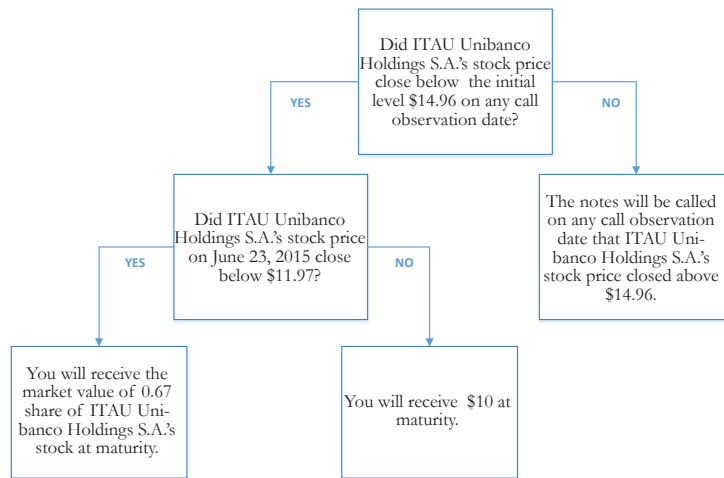 Did ITAU Unibanco
Holdings S.A.'s stock price
close below the initial
level $14.96 on any call
observation date?
YES
NO
Did ITAU Unibanco
Holdings S.A.'s stock price
on June 23, 2015 close
below $11.97?
The notes will be called
on any call observation
date that ITAU Uni-
banco Holdings S.A.'s
stock price closed above
$14.96.
YES
NO
You will receive the
market value of 0.67
share of ITAU Uni-
banco Holdings S.A.'s
stock at maturity.
You will receive $10 at
maturity.